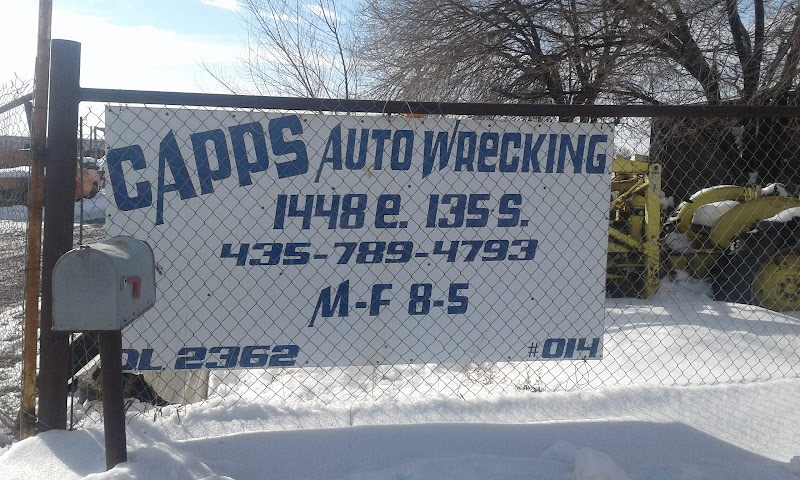 CAPPS AUTO WRECKING
1448 E. 135 S.
435-789-4793
M-F 8-5
DL 2362 #014